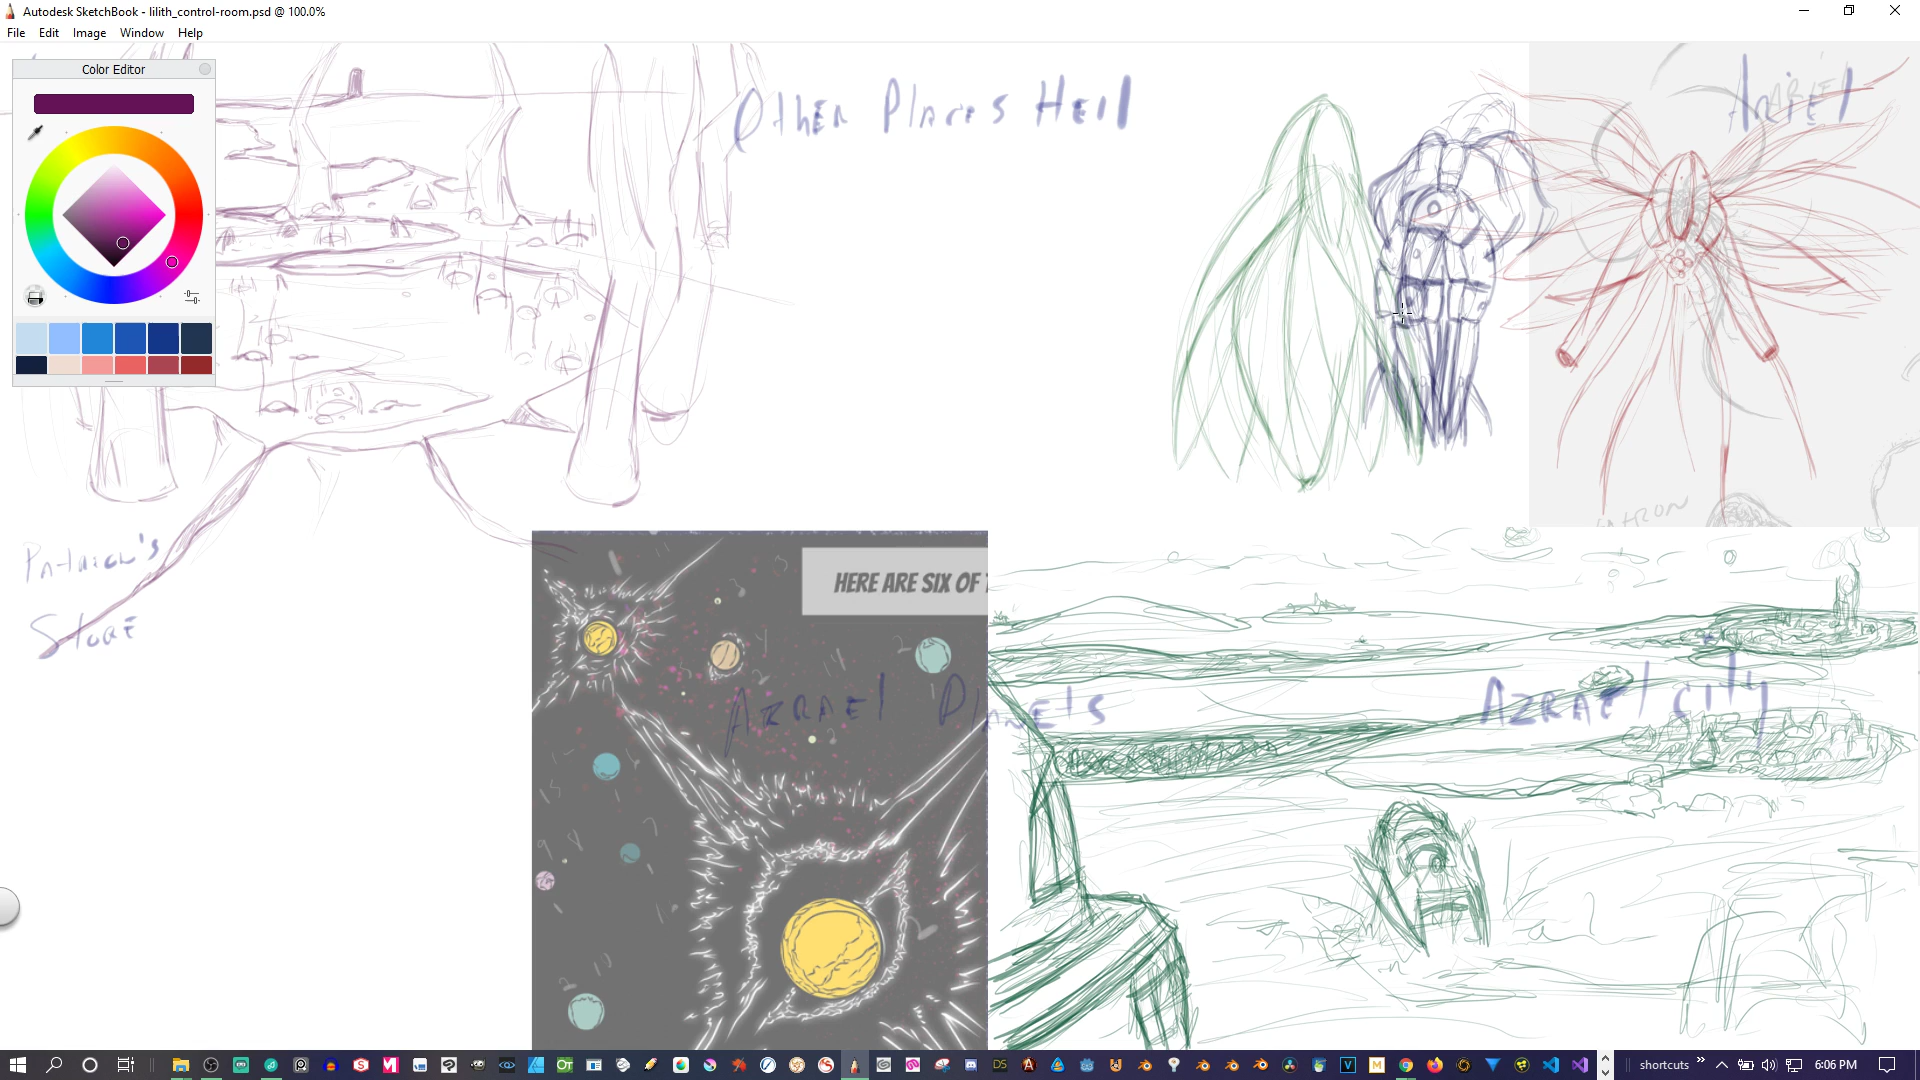 Autodesk SketchBook - lilith_control-room.psd @ 100.0%
File Edit Image Window Help
Color Editor
Other Places Hell
Ariel
Patrick's
Store
HERE ARE SIX OF
Azrael Planets
Azrael city
shortcuts
6:06 PM